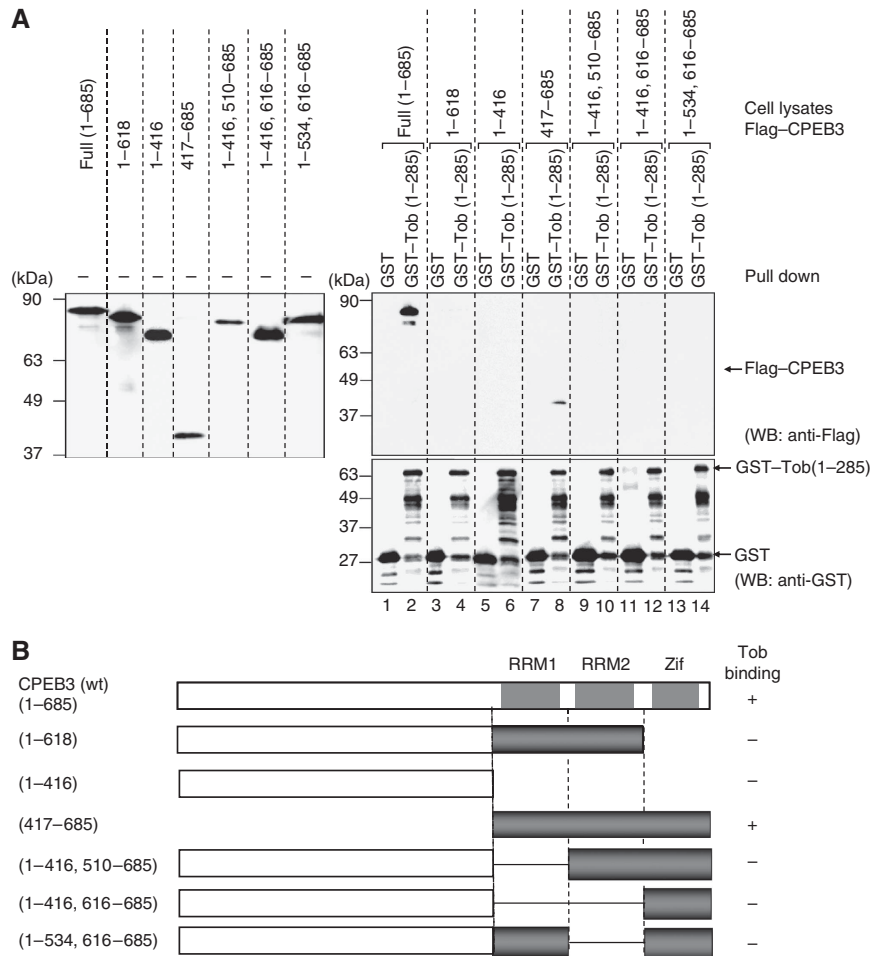 A
Full (1–685)
1–618
1–416
417–685
1–416, 510–685
1–416, 616–685
1–534, 616–685
– – – – – – –
(kDa)
90
63
49
37
Full (1–685)
1–618
1–416
417–685
1–416, 510–685
1–416, 616–685
1–534, 616–685
Cell lysates
Flag–CPEB3
GST
GST–Tob (1–285)
GST
GST–Tob (1–285)
GST
GST–Tob (1–285)
GST
GST–Tob (1–285)
GST
GST–Tob (1–285)
GST
GST–Tob (1–285)
GST
GST–Tob (1–285)
Pull down
(kDa)
90
63
49
37
Flag–CPEB3
(WB: anti-Flag)
63
49
37
27
GST–Tob(1–285)
GST
(WB: anti-GST)
1 2 3 4 5 6 7 8 9 10 11 12 13 14
B
RRM1 RRM2 Zif
Tob
binding
CPEB3 (wt)
(1–685) +
(1–618) –
(1–416) –
(417–685) +
(1–416, 510–685) –
(1–416, 616–685) –
(1–534, 616–685) –